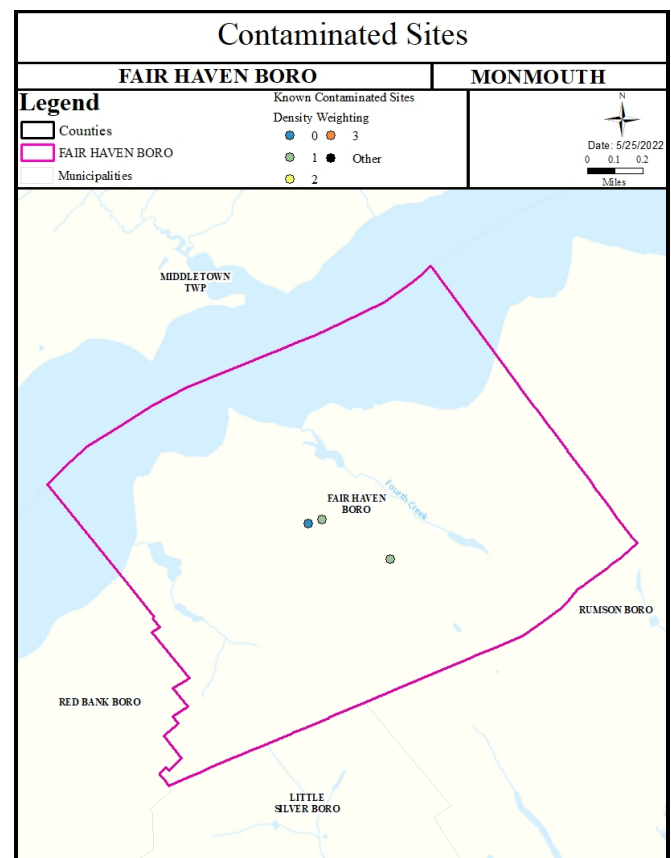 Contaminated Sites
FAIR HAVEN BORO
MONMOUTH
Legend
Counties
FAIR HAVEN BORO
Municipalities
Known Contaminated Sites
Density Weighting
0
3
1
Other
2
N
Date: 5/25/2022
0 0.1 0.2
Miles
MIDDLETOWN
TWP
FAIR HAVEN
BORO
Fourth Creek
RUMSON BORO
RED BANK BORO
LITTLE
SILVER BORO